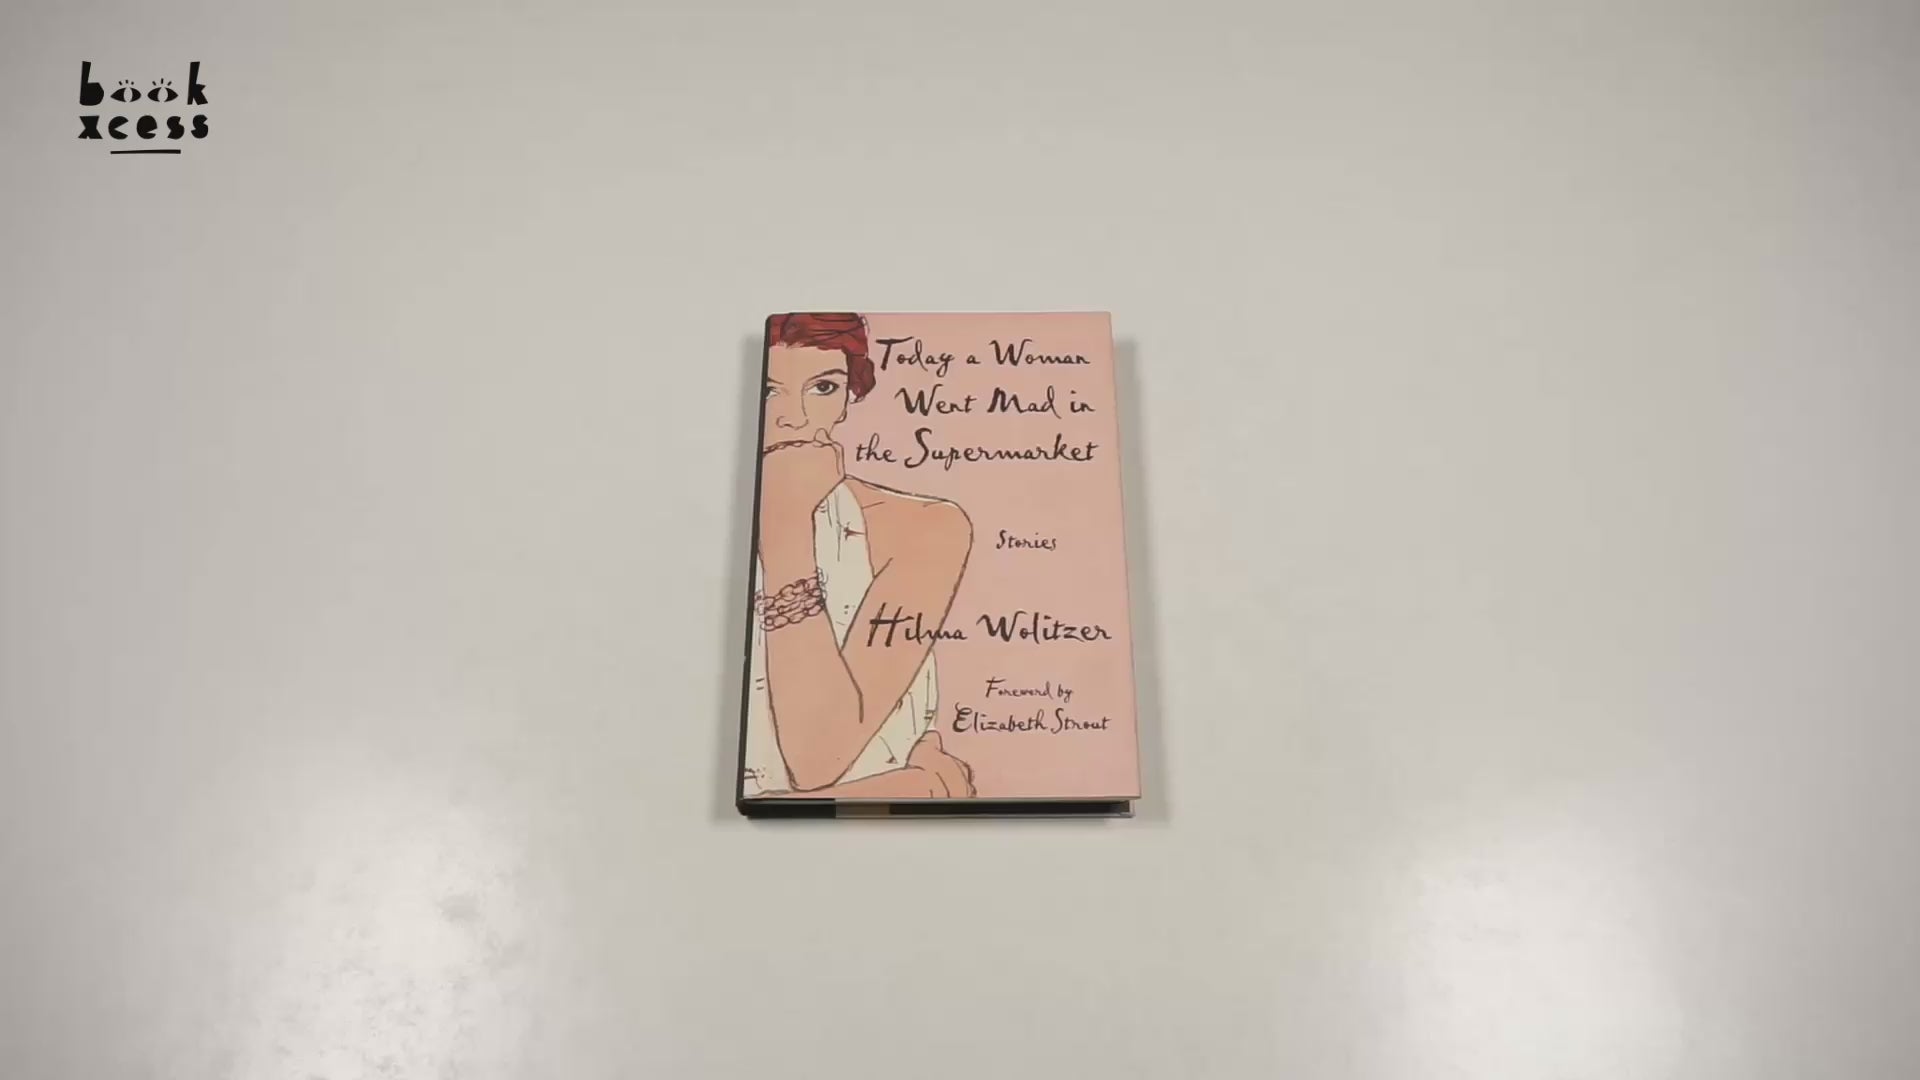 book
xcess
Today a Woman
Went Mad in
the Supermarket
Stories
Hilma Wolitzer
Foreword by
Elizabeth Strout